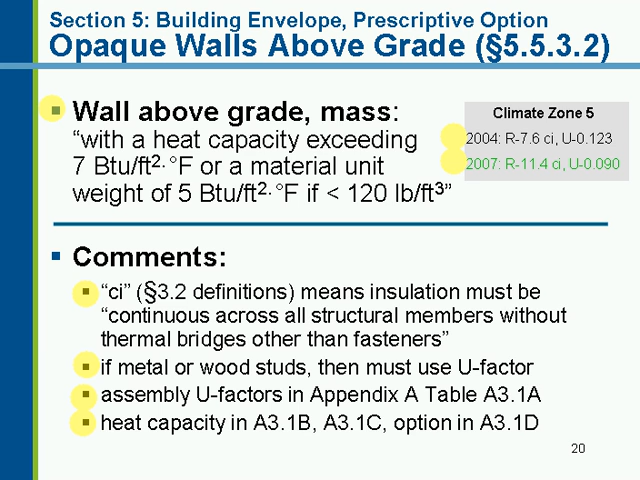 Section 5: Building Envelope, Prescriptive Option
Opaque Walls Above Grade (§5.5.3.2)
Wall above grade, mass:
“with a heat capacity exceeding
7 Btu/ft2·°F or a material unit
weight of 5 Btu/ft2·°F if < 120 lb/ft3”
Climate Zone 5
2004: R-7.6 ci, U-0.123
2007: R-11.4 ci, U-0.090
Comments:
“ci” (§3.2 definitions) means insulation must be
“continuous across all structural members without
thermal bridges other than fasteners”
if metal or wood studs, then must use U-factor
assembly U-factors in Appendix A Table A3.1A
heat capacity in A3.1B, A3.1C, option in A3.1D
20